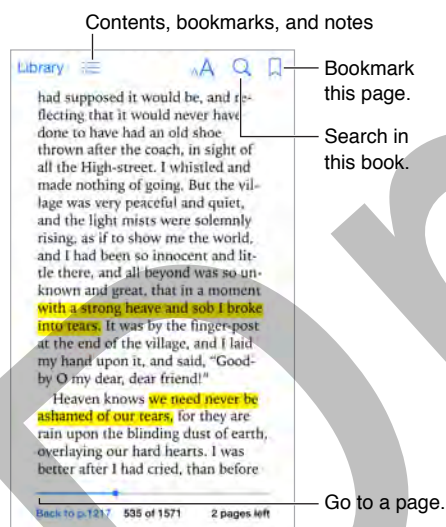 Contents, bookmarks, and notes
Library AA
Bookmark
this page.
Search in
this book.
had supposed it would be, and re-
flecting that it would never have
done to have had an old shoe
thrown after the coach, in sight of
all the High-street. I whistled and
made nothing of going. But the vil-
lage was very peaceful and quiet,
and the light mists were solemnly
rising, as if to show me the world,
and I had been so innocent and lit-
tle there, and all beyond was so un-
known and great, that in a moment
with a strong heave and sob I broke
into tears. It was by the finger-post
at the end of the village, and I laid
my hand upon it, and said, "Good-
by O my dear, dear friend!"
Heaven knows we need never be
ashamed of our tears, for they are
rain upon the blinding dust of earth,
overlaying our hard hearts. I was
better after I had cried, than before
Back to p.1217 535 of 1571 2 pages left
Go to a page.